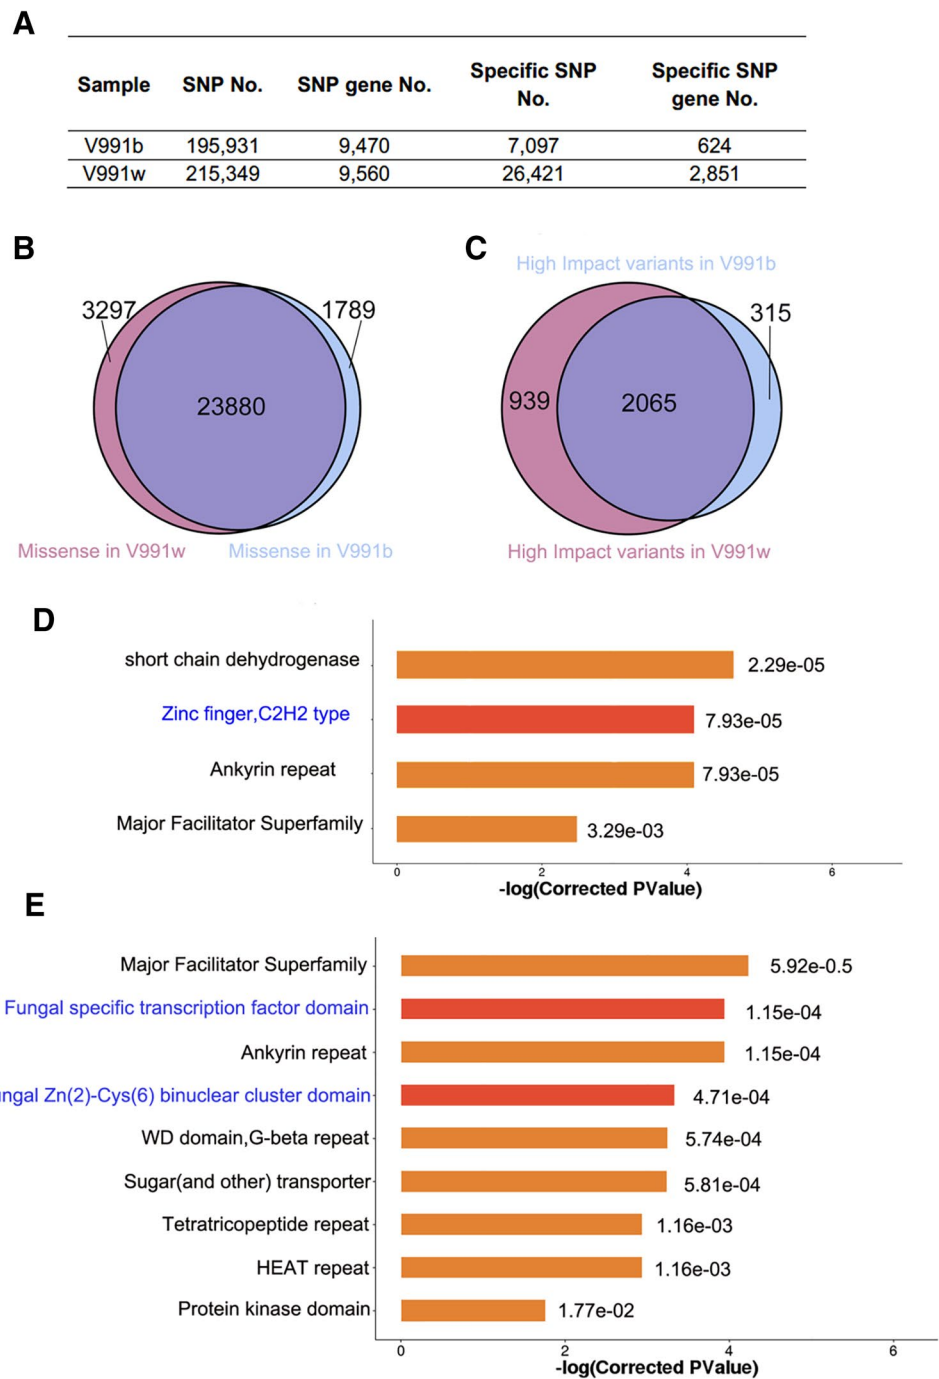 A
Sample SNP No. SNP gene No. Specific SNP No. Specific SNP gene No.
V991b 195,931 9,470 7,097 624
V991w 215,349 9,560 26,421 2,851
B
3297
1789
23880
Missense in V991w
Missense in V991b
C
High Impact variants in V991b
315
939
2065
High Impact variants in V991w
D
short chain dehydrogenase 2.29e-05
Zinc finger,C2H2 type 7.93e-05
Ankyrin repeat 7.93e-05
Major Facilitator Superfamily 3.29e-03
0 2 4 6
-log(Corrected PValue)
E
Major Facilitator Superfamily 5.92e-0.5
Fungal specific transcription factor domain 1.15e-04
Ankyrin repeat 1.15e-04
ngal Zn(2)-Cys(6) binuclear cluster domain 4.71e-04
WD domain,G-beta repeat 5.74e-04
Sugar(and other) transporter 5.81e-04
Tetratricopeptide repeat 1.16e-03
HEAT repeat 1.16e-03
Protein kinase domain 1.77e-02
0 2 4 6
-log(Corrected PValue)